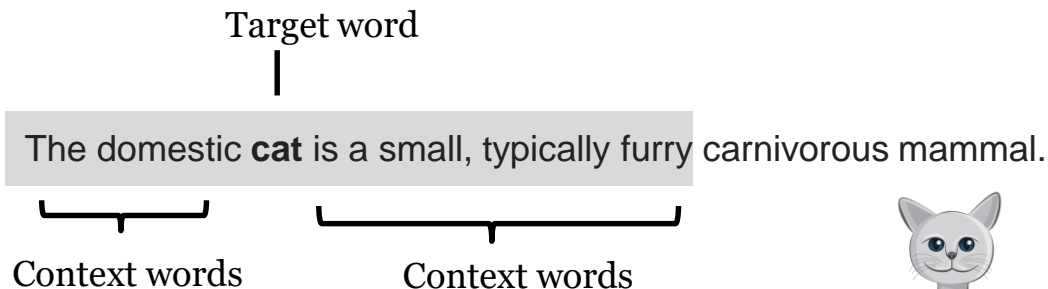 Target word
The domestic cat is a small, typically furry carnivorous mammal.
Context words
Context words